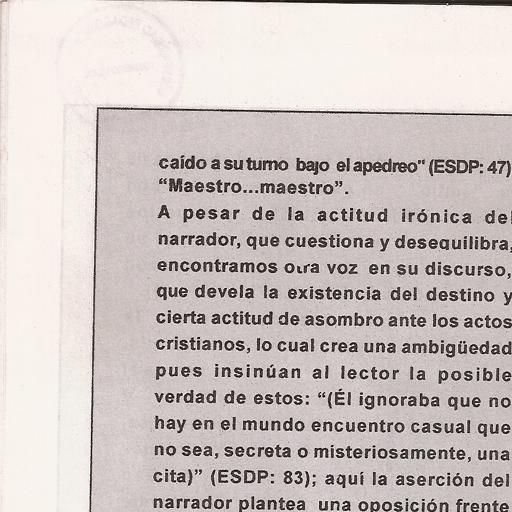 caído a su turno bajo el apedreo" (ESDP: 47)
“Maestro...maestro”.
A pesar de la actitud irónica del
narrador, que cuestiona y desequilibra,
encontramos otra voz en su discurso,
que devela la existencia del destino y
cierta actitud de asombro ante los actos
cristianos, lo cual crea una ambigüedad
pues insinúan al lector la posible
verdad de estos: “(Él ignoraba que no
hay en el mundo encuentro casual que
no sea, secreta o misteriosamente, una
cita)” (ESDP: 83); aquí la aserción del
narrador plantea una oposición frente